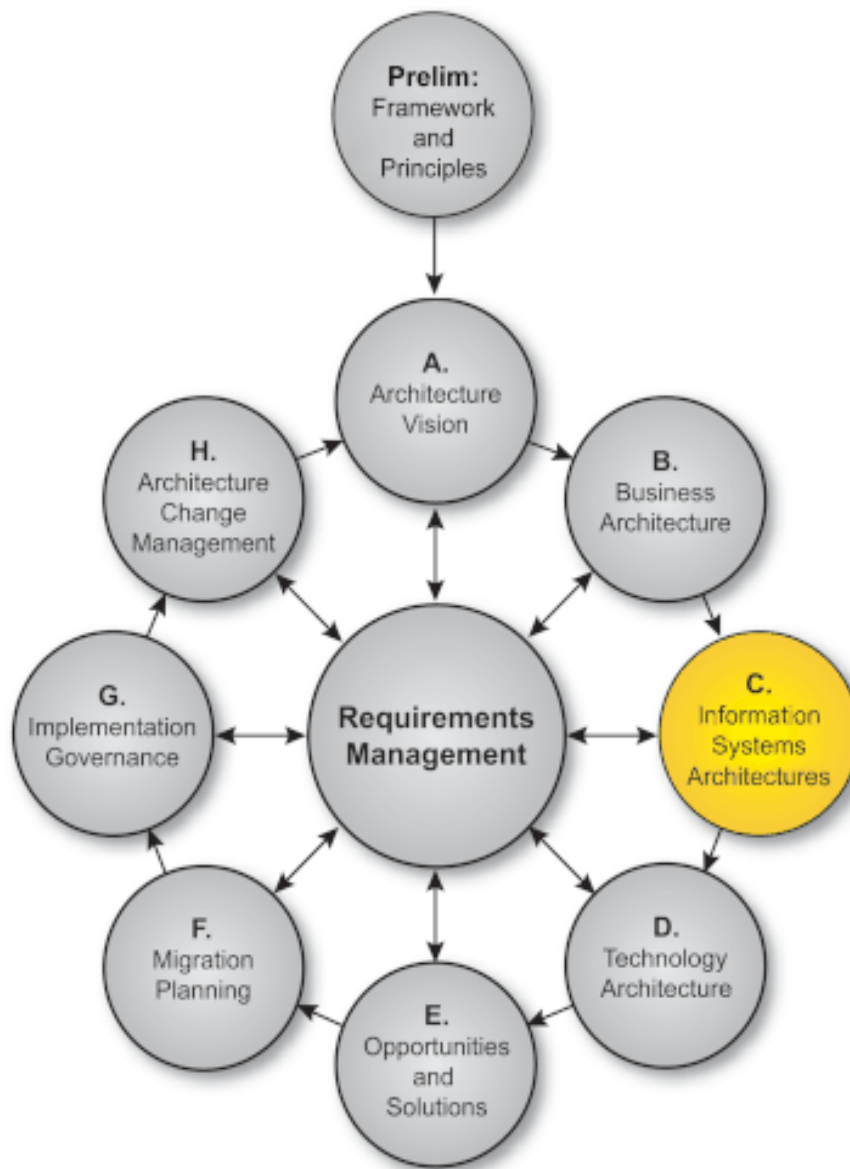 Prelim:
Framework
and
Principles
A.
Architecture
Vision
B.
Business
Architecture
C.
Information
Systems
Architectures
D.
Technology
Architecture
E.
Opportunities
and
Solutions
F.
Migration
Planning
G.
Implementation
Governance
H.
Architecture
Change
Management
Requirements
Management